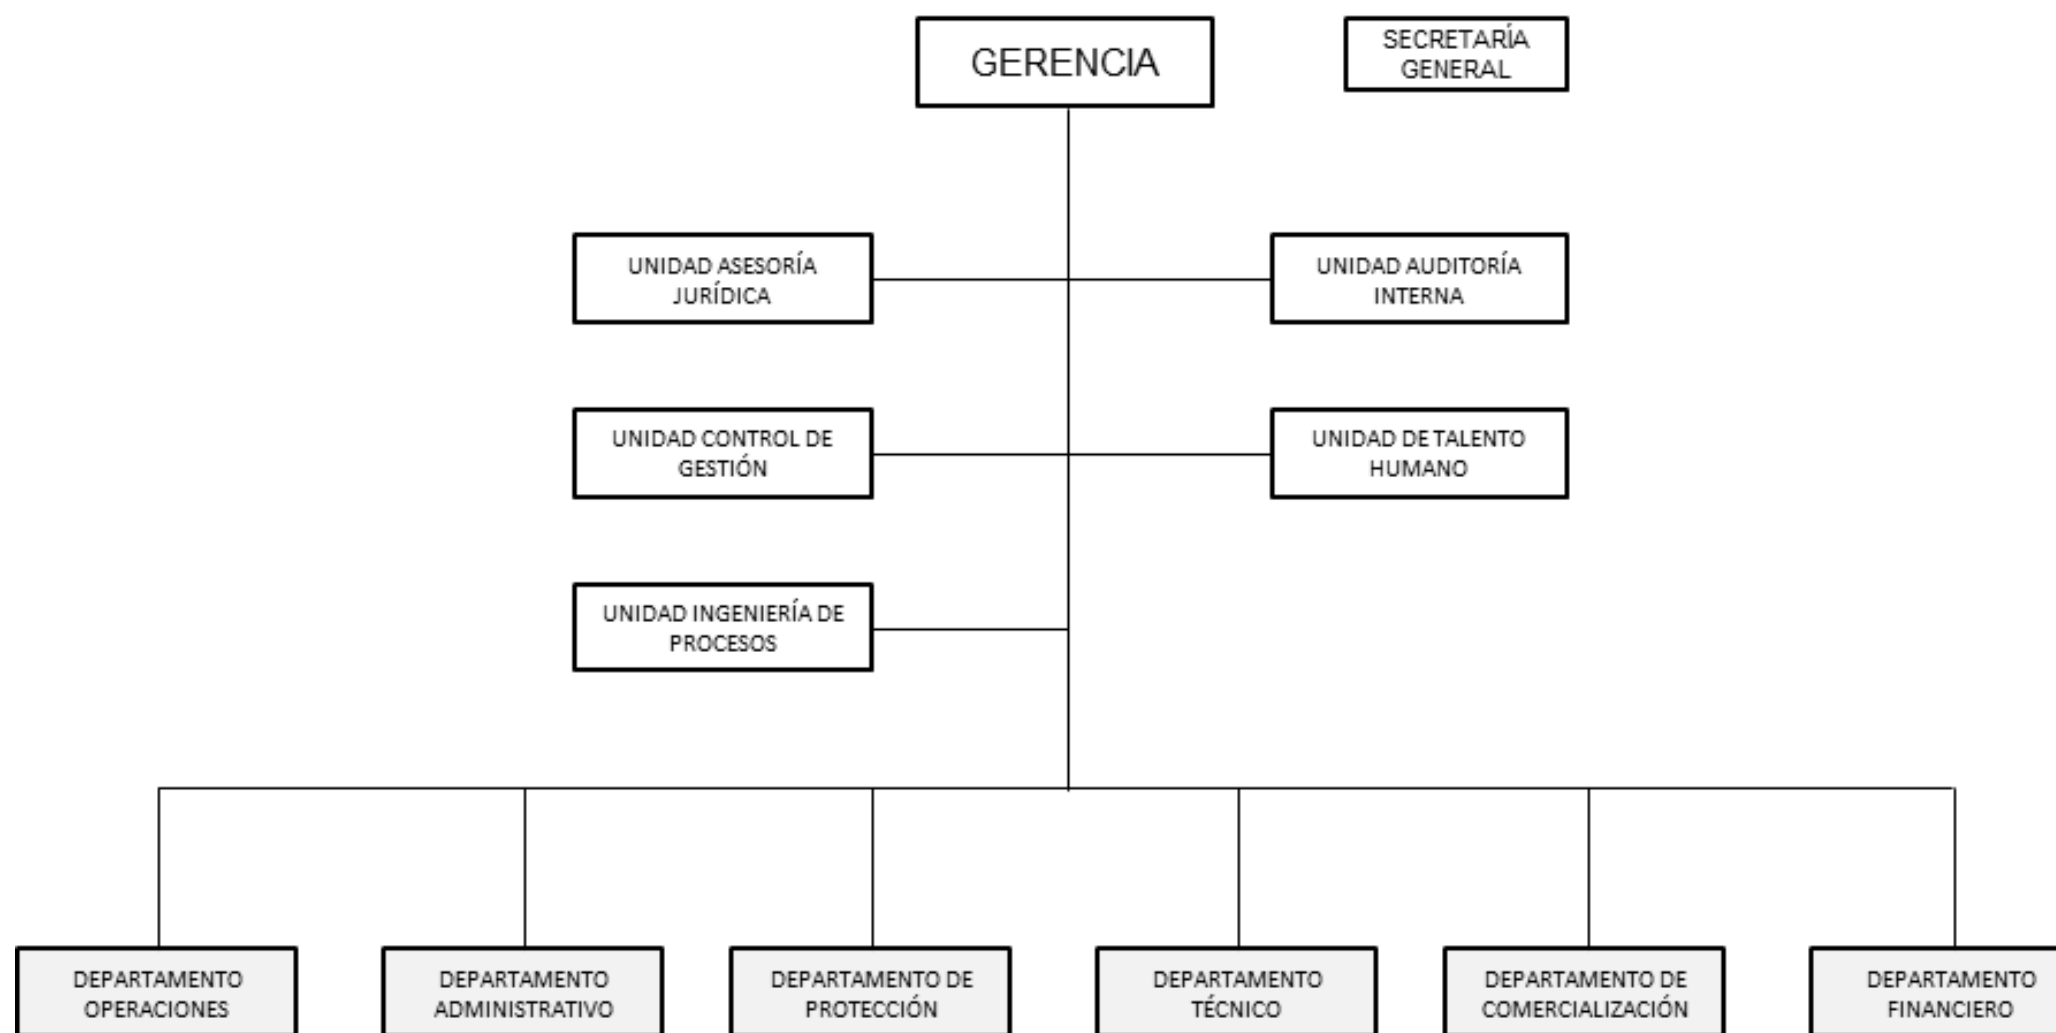 GERENCIA
SECRETARÍA
GENERAL
UNIDAD ASESORÍA
JURÍDICA
UNIDAD AUDITORÍA
INTERNA
UNIDAD CONTROL DE
GESTIÓN
UNIDAD DE TALENTO
HUMANO
UNIDAD INGENIERÍA DE
PROCESOS
DEPARTAMENTO
OPERACIONES
DEPARTAMENTO
ADMINISTRATIVO
DEPARTAMENTO DE
PROTECCIÓN
DEPARTAMENTO
TÉCNICO
DEPARTAMENTO DE
COMERCIALIZACIÓN
DEPARTAMENTO
FINANCIERO